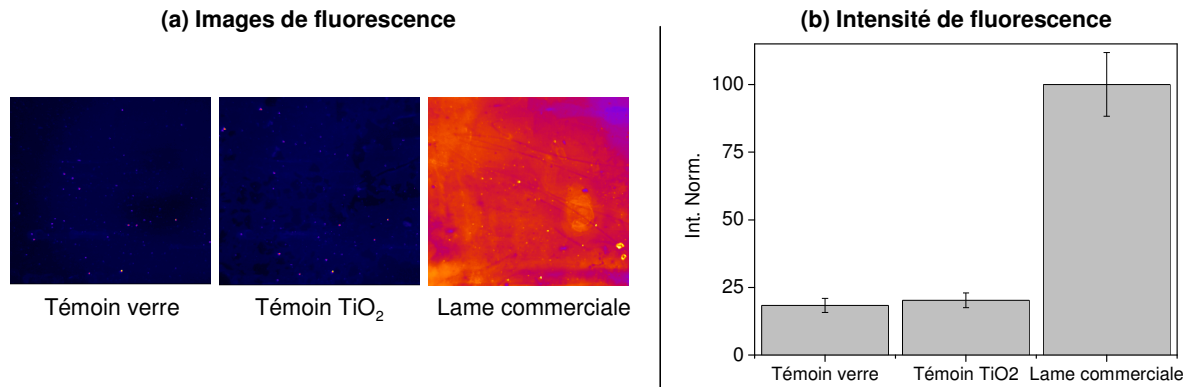 (a) Images de fluorescence
Témoin verre
Témoin TiO₂
Lame commerciale
(b) Intensité de fluorescence
Int. Norm.
100
75
50
25
0
Témoin verre
Témoin TiO2
Lame commerciale